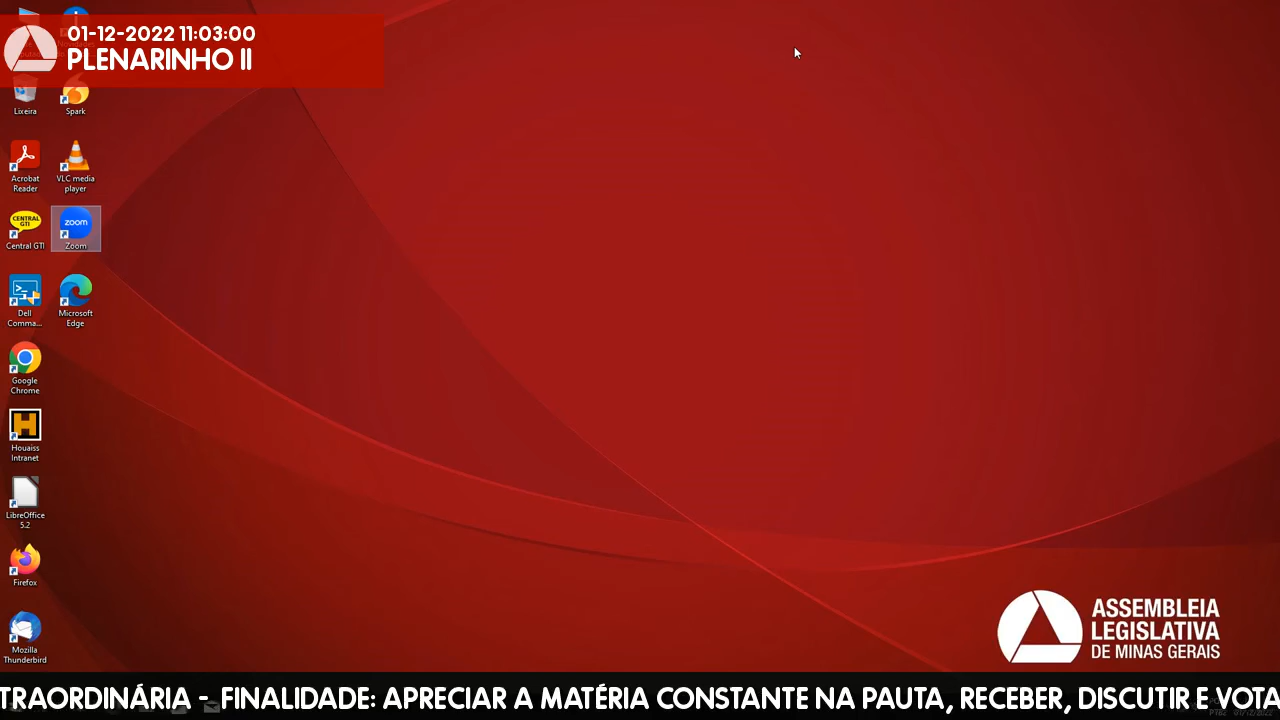 01-12-2022 11:03:00
PLENARINHO II
Lixeira
Spark
Acrobat
Reader
VLC media
player
CENTRAL
GTI
Central GTI
zoom
Zoom
Dell
Comma...
Microsoft
Edge
Google
Chrome
H
Houaiss
Intranet
LibreOffice
5.2
Firefox
Mozilla
Thunderbird
ASSEMBLEIA
LEGISLATIVA
DE MINAS GERAIS
TRAORDINÁRIA - FINALIDADE: APRECIAR A MATÉRIA CONSTANTE NA PAUTA, RECEBER, DISCUTIR E VOTA